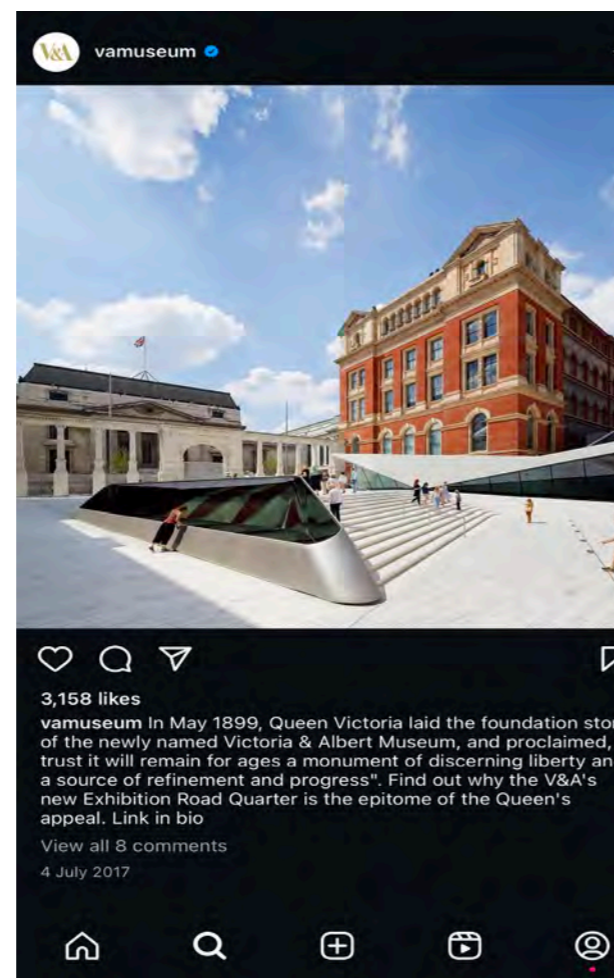 V&A vamuseum
3,158 likes
vamuseum In May 1899, Queen Victoria laid the foundation
of the newly named Victoria & Albert Museum, and proclaimed,
trust it will remain for ages a monument of discerning liberty
a source of refinement and progress". Find out why the V&A's
new Exhibition Road Quarter is the epitome of the Queen's
appeal. Link in bio
View all 8 comments
4 July 2017